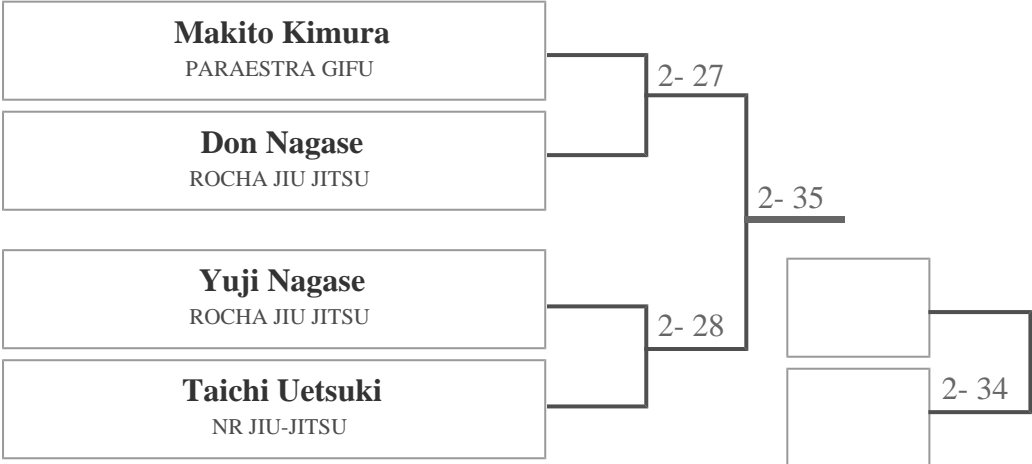 Makito Kimura
PARAESTRA GIFU
2- 27
Don Nagase
ROCHA JIU JITSU
2- 35
Yuji Nagase
ROCHA JIU JITSU
2- 28
Taichi Uetsuki
NR JIU-JITSU
2- 34